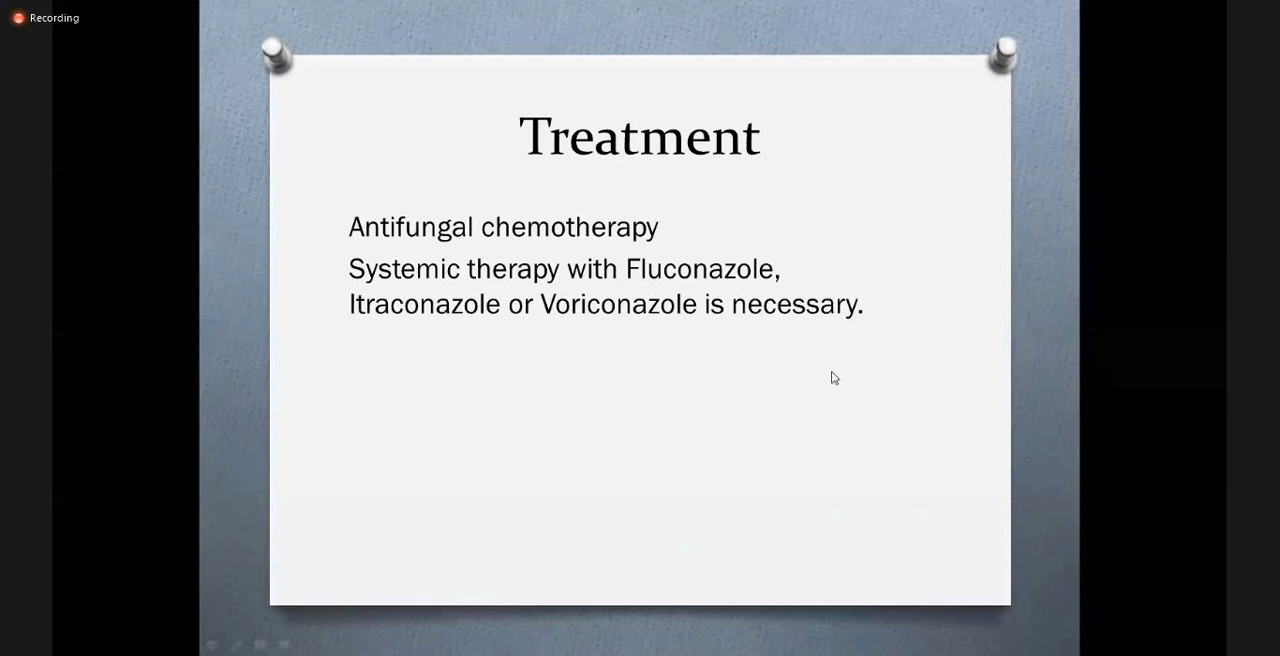 Recording
Treatment
Antifungal chemotherapy
Systemic therapy with Fluconazole,
Itraconazole or Voriconazole is necessary.